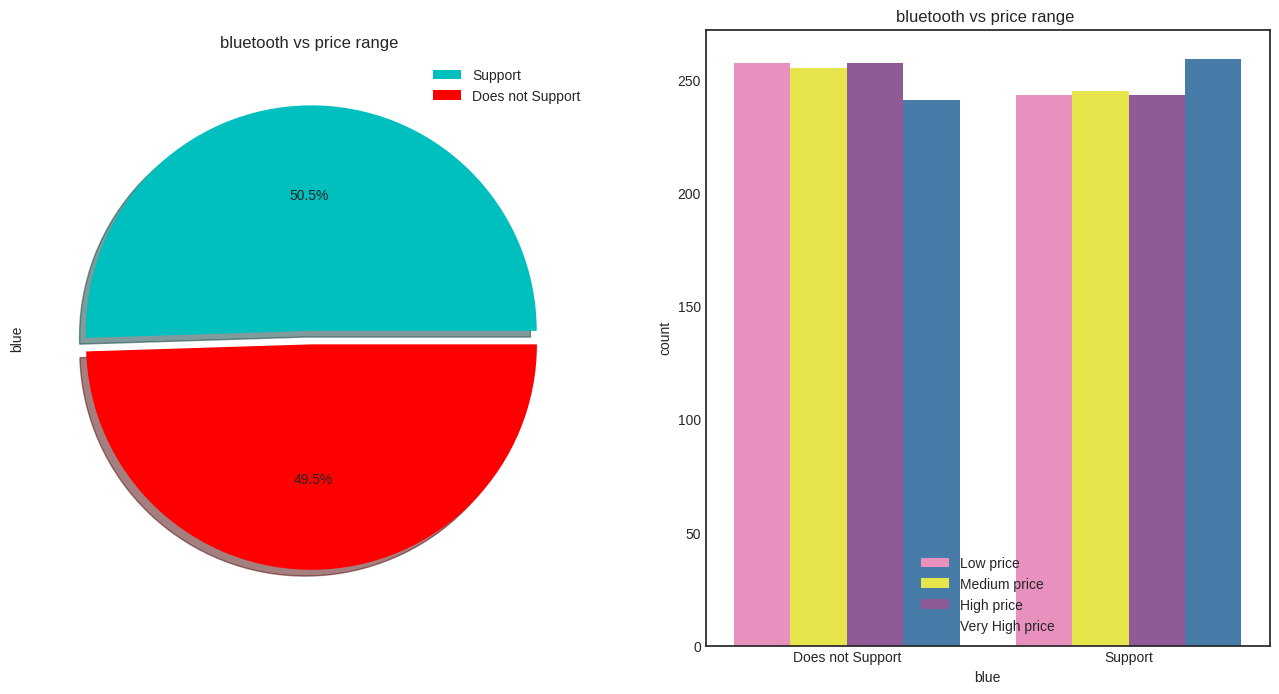 bluetooth vs price range
Support
Does not Support
50.5%
49.5%
blue
bluetooth vs price range
250
200
150
100
50
0
count
Low price
Medium price
High price
Very High price
Does not Support
Support
blue